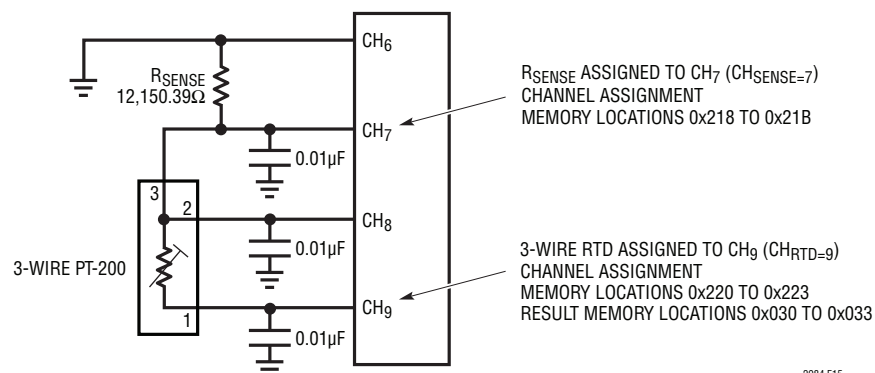 CH6
RSENSE
12,150.39Ω
CH7
0.01µF
RSENSE ASSIGNED TO CH7 (CHSENSE=7)
CHANNEL ASSIGNMENT
MEMORY LOCATIONS 0x218 TO 0x21B
3
2
CH8
0.01µF
3-WIRE PT-200
1
CH9
0.01µF
3-WIRE RTD ASSIGNED TO CH9 (CHRTD=9)
CHANNEL ASSIGNMENT
MEMORY LOCATIONS 0x220 TO 0x223
RESULT MEMORY LOCATIONS 0x030 TO 0x033